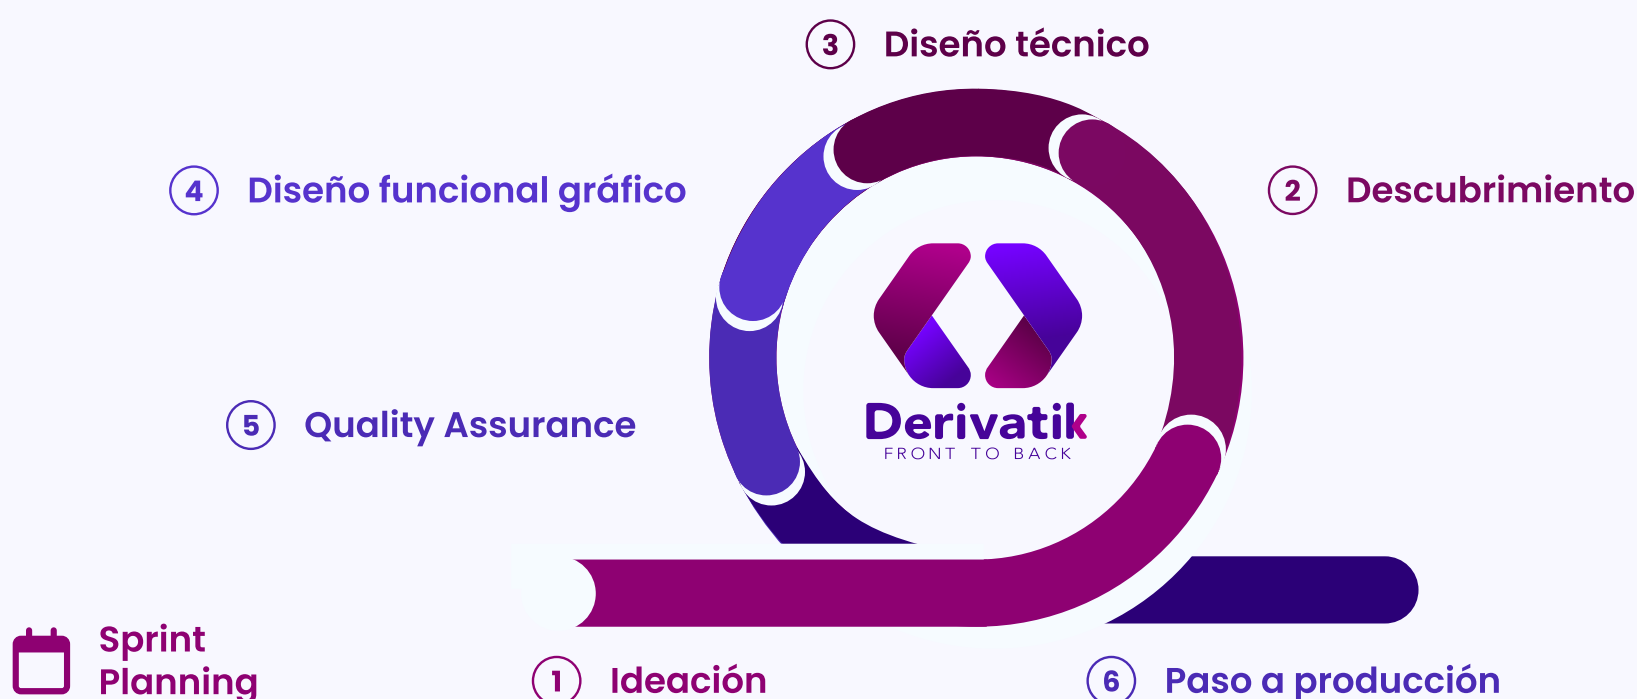 3 Diseño técnico
4 Diseño funcional gráfico
2 Descubrimiento
Derivatik
FRONT TO BACK
5 Quality Assurance
Sprint
Planning
1 Ideación
6 Paso a producción